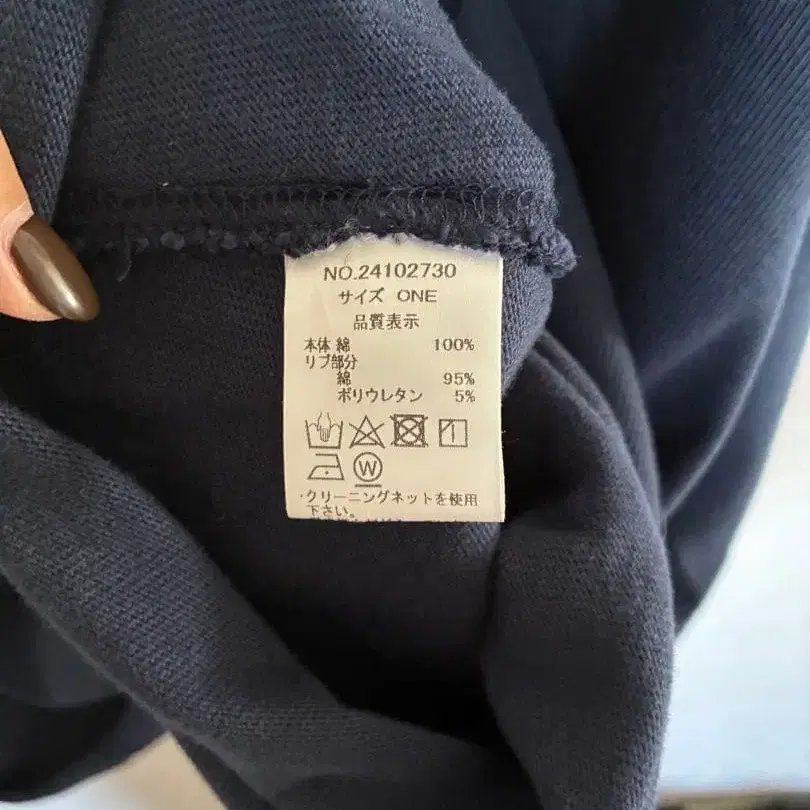 NO.24102730
サイズ ONE
品質表示
本体 綿 100%
リブ部分
綿 95%
ポリウレタン 5%
W
・クリーニングネットを使用
下さい。